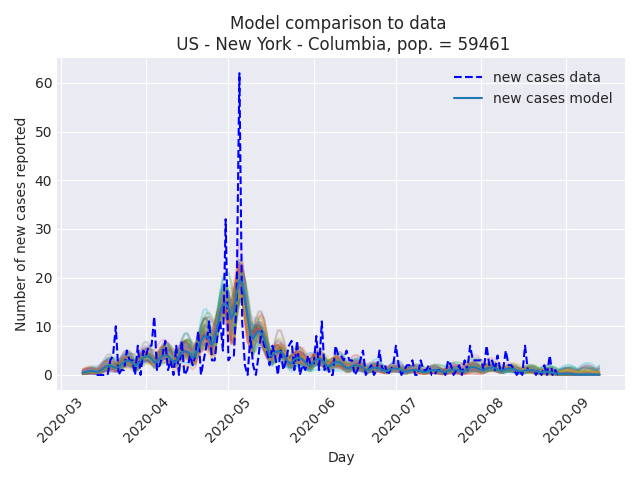 Model comparison to data
US - New York - Columbia, pop. = 59461
new cases data
new cases model
Number of new cases reported
60
50
40
30
20
10
0
2020-03
2020-04
2020-05
2020-06
2020-07
2020-08
2020-09
Day